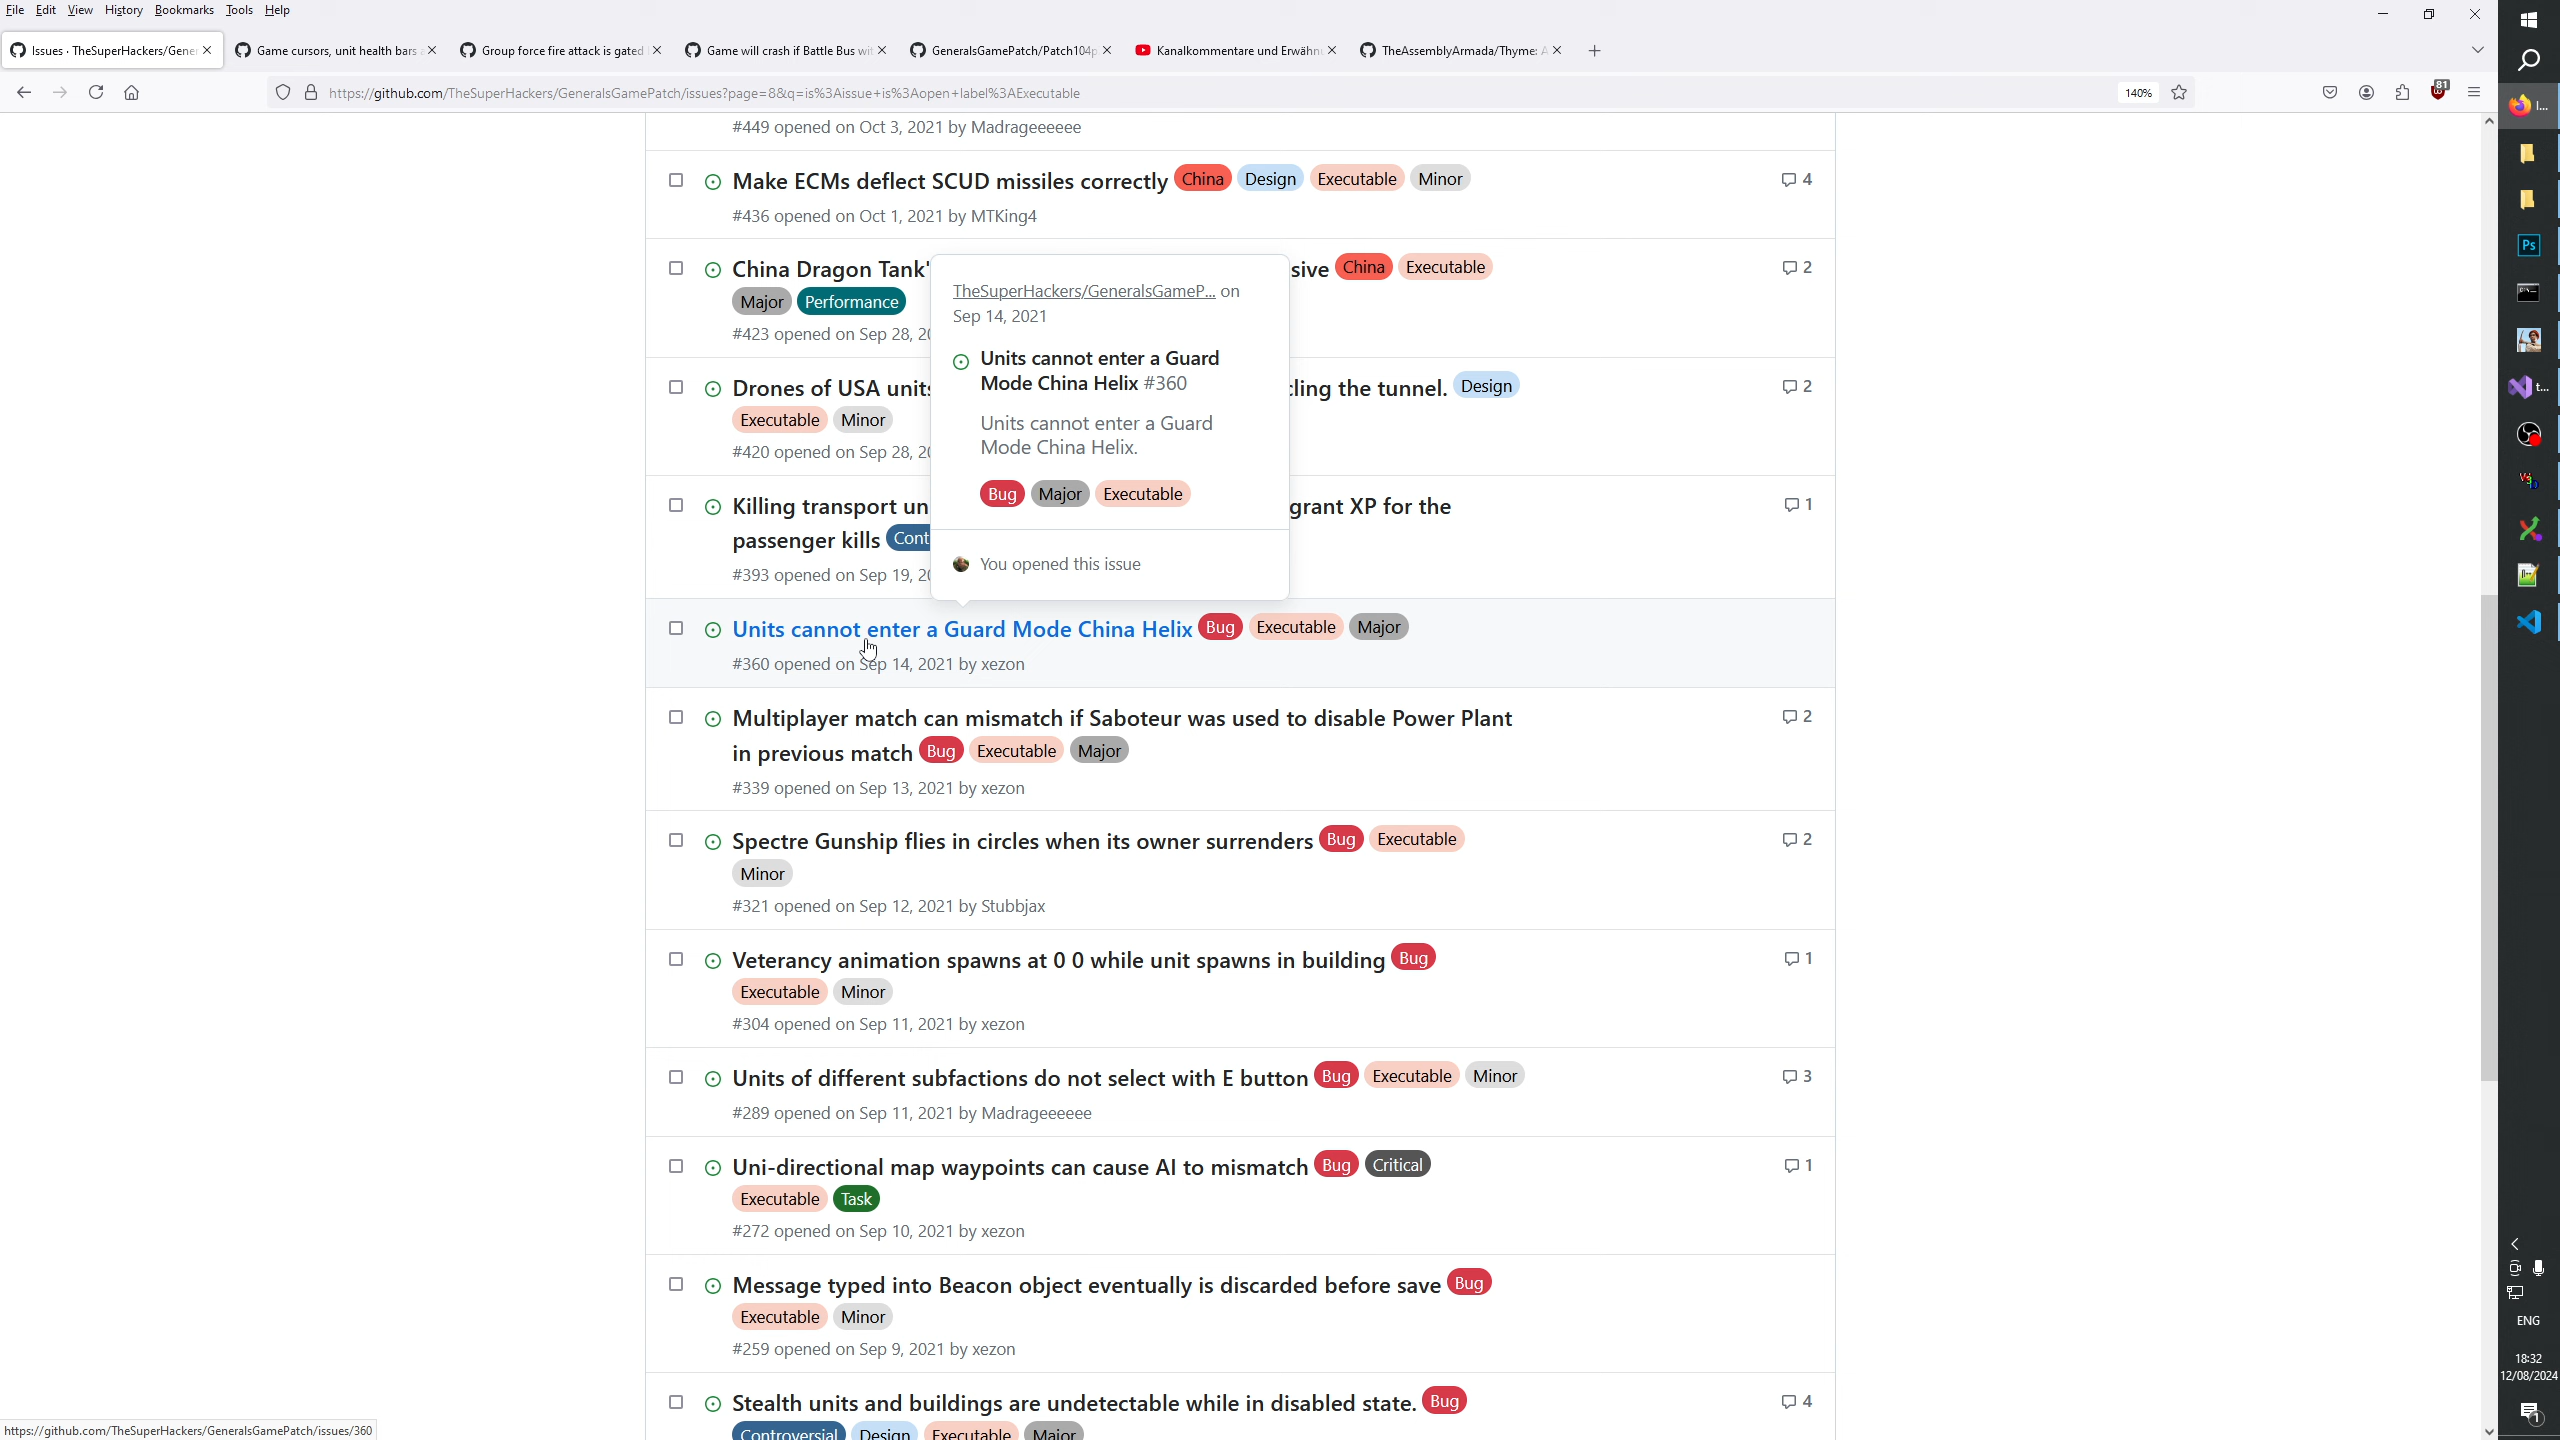 File Edit View History Bookmarks Tools Help
Issues · TheSuperHackers/Gener
Game cursors, unit health bars a
Group force fire attack is gated
Game will crash if Battle Bus wit
GeneralsGamePatch/Patch104p
Kanalkommentare und Erwähn
TheAssemblyArmada/Thyme: A
https://github.com/TheSuperHackers/GeneralsGamePatch/issues?page=8&q=is%3Aissue+is%3Aopen+label%3AExecutable
140%
81
#449 opened on Oct 3, 2021 by Madrageeeeee
Make ECMs deflect SCUD missiles correctly China Design Executable Minor
4
#436 opened on Oct 1, 2021 by MTKing4
China Dragon Tank'
sive China Executable
2
Major Performance
#423 opened on Sep 28, 20
TheSuperHackers/GeneralsGameP... on
Sep 14, 2021
Units cannot enter a Guard
Mode China Helix #360
Units cannot enter a Guard
Mode China Helix.
Bug Major Executable
You opened this issue
Drones of USA units
cling the tunnel. Design
2
Executable Minor
#420 opened on Sep 28, 20
Killing transport un
grant XP for the
1
passenger kills Cont
#393 opened on Sep 19, 20
Units cannot enter a Guard Mode China Helix Bug Executable Major
#360 opened on Sep 14, 2021 by xezon
Multiplayer match can mismatch if Saboteur was used to disable Power Plant
2
in previous match Bug Executable Major
#339 opened on Sep 13, 2021 by xezon
Spectre Gunship flies in circles when its owner surrenders Bug Executable
2
Minor
#321 opened on Sep 12, 2021 by Stubbjax
Veterancy animation spawns at 0 0 while unit spawns in building Bug
1
Executable Minor
#304 opened on Sep 11, 2021 by xezon
Units of different subfactions do not select with E button Bug Executable Minor
3
#289 opened on Sep 11, 2021 by Madrageeeeee
Uni-directional map waypoints can cause AI to mismatch Bug Critical
1
Executable Task
#272 opened on Sep 10, 2021 by xezon
Message typed into Beacon object eventually is discarded before save Bug
Executable Minor
#259 opened on Sep 9, 2021 by xezon
Stealth units and buildings are undetectable while in disabled state. Bug
4
Controversial Design Executable Major
https://github.com/TheSuperHackers/GeneralsGamePatch/issues/360
I...
Ps
t...
ENG
18:32
12/08/2024
1